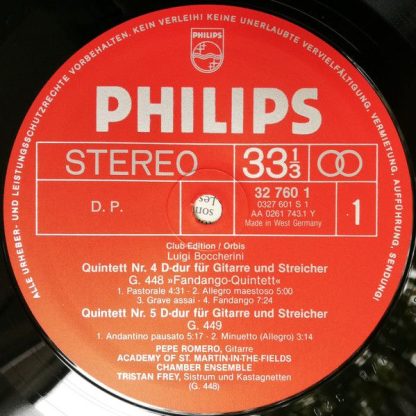 ALLE URHEBER- UND LEISTUNGSSCHUTZRECHTE VORBEHALTEN. KEIN VERLEIH! KEINE UNERLAUBTE VERVIELFÄLTIGUNG, VERMIETUNG, AUFFÜHRUNG, SENDUNG!
PHILIPS
PHILIPS
STEREO 33 1/3
D. P.
32 760 1
0327 601 S 1
AA 0261 743.1 Y
Made in West Germany
1
Club Edition / Orbis
Luigi Boccherini
Quintett Nr. 4 D-dur für Gitarre und Streicher
G. 448 »Fandango-Quintett«
1. Pastorale 4:31 - 2. Allegro maestoso 5:00
3. Grave assai - 4. Fandango 7:24
Quintett Nr. 5 D-dur für Gitarre und Streicher
G. 449
1. Andantino pausato 5:17 - 2. Minuetto (Allegro) 3:14
PEPE ROMERO, Gitarre
ACADEMY OF ST. MARTIN-IN-THE-FIELDS
CHAMBER ENSEMBLE
TRISTAN FREY, Sistrum und Kastagnetten
(G. 448)